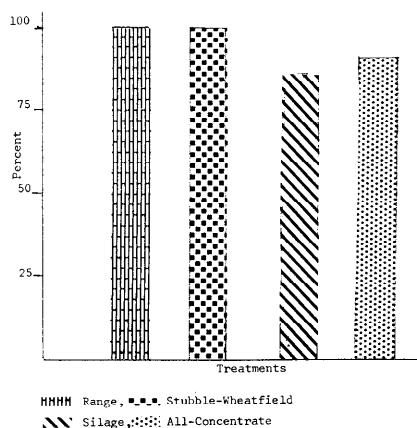 100
75
Percent
50
25
Treatments
Range, Stubble-Wheatfield
Silage, All-Concentrate